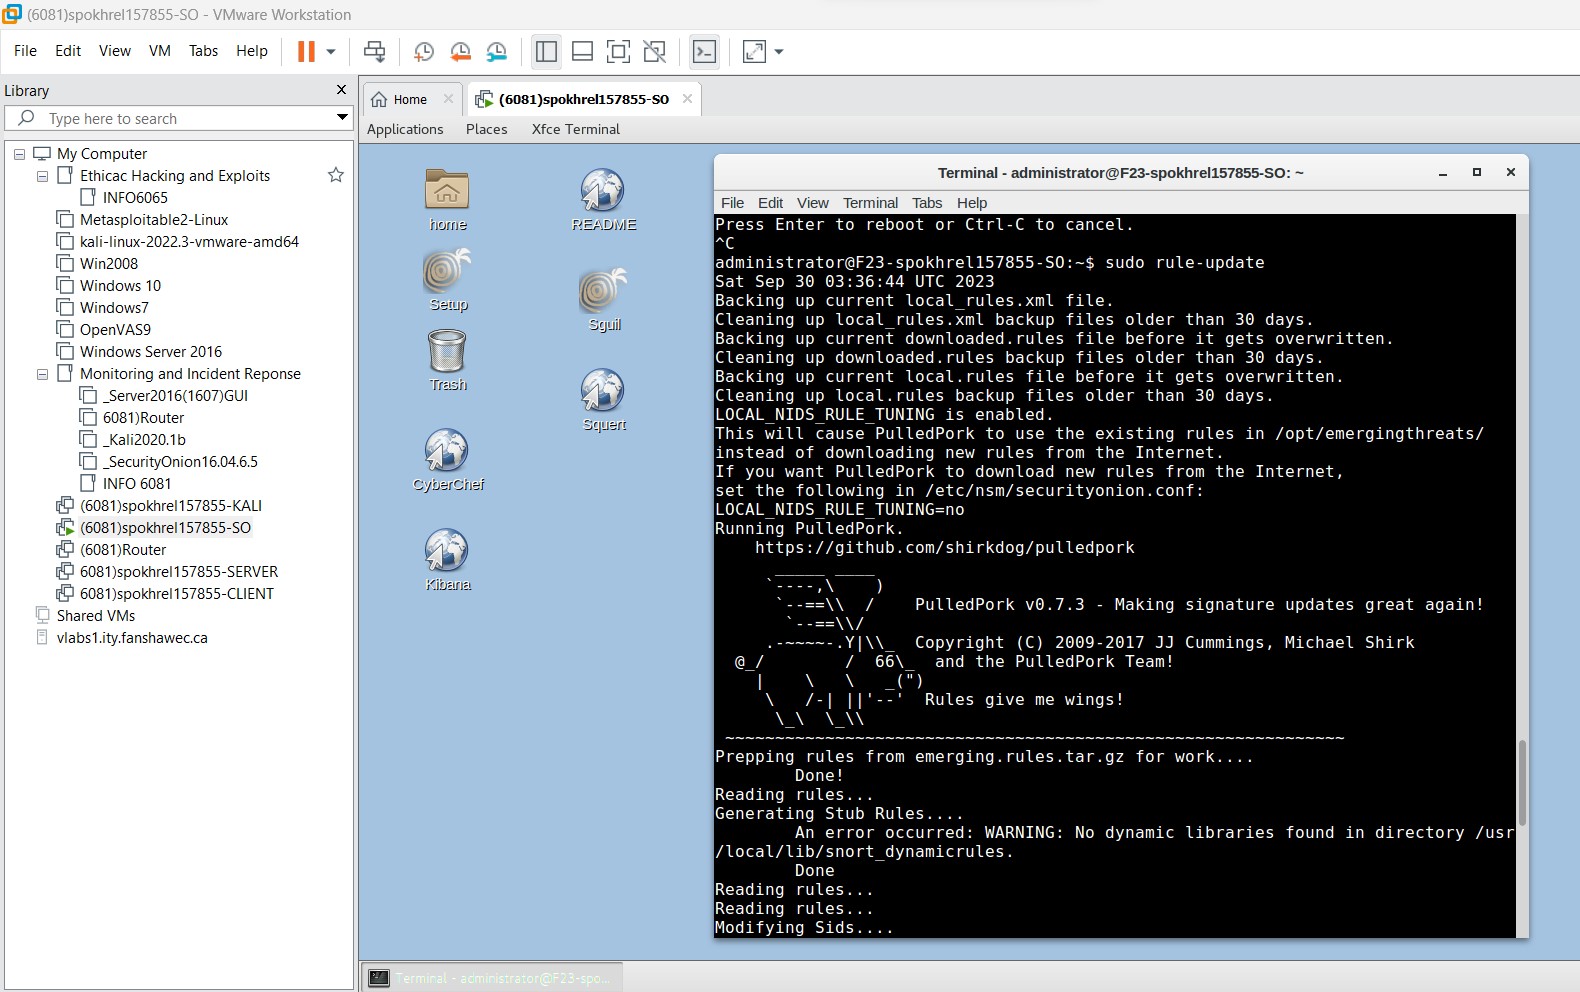 (6081)spokhrel157855-SO - VMware Workstation
File Edit View VM Tabs Help
Library
Type here to search
My Computer
Ethicac Hacking and Exploits
INFO6065
Metasploitable2-Linux
kali-linux-2022.3-vmware-amd64
Win2008
Windows 10
Windows7
OpenVAS9
Windows Server 2016
Monitoring and Incident Reponse
_Server2016(1607)GUI
6081)Router
_Kali2020.1b
_SecurityOnion16.04.6.5
INFO 6081
(6081)spokhrel157855-KALI
(6081)spokhrel157855-SO
(6081)Router
(6081)spokhrel157855-SERVER
(6081)spokhrel157855-CLIENT
Shared VMs
vlabs1.ity.fanshawec.ca
Home
(6081)spokhrel157855-SO
Applications Places Xfce Terminal
home
README
Setup
Sguil
Trash
Squert
CyberChef
Kibana
Terminal - administrator@F23-spokhrel157855-SO: ~
File Edit View Terminal Tabs Help
Press Enter to reboot or Ctrl-C to cancel.
^C
administrator@F23-spokhrel157855-SO:~$ sudo rule-update
Sat Sep 30 03:36:44 UTC 2023
Backing up current local_rules.xml file.
Cleaning up local_rules.xml backup files older than 30 days.
Backing up current downloaded.rules file before it gets overwritten.
Cleaning up downloaded.rules backup files older than 30 days.
Backing up current local.rules file before it gets overwritten.
Cleaning up local.rules backup files older than 30 days.
LOCAL_NIDS_RULE_TUNING is enabled.
This will cause PulledPork to use the existing rules in /opt/emergingthreats/
instead of downloading new rules from the Internet.
If you want PulledPork to download new rules from the Internet,
set the following in /etc/nsm/securityonion.conf:
LOCAL_NIDS_RULE_TUNING=no
Running PulledPork.
    https://github.com/shirkdog/pulledpork
      _____ ____
     `----,\    )
      `--==\\  /    PulledPork v0.7.3 - Making signature updates great again!
       `--==\\/
     .-~~~~-.Y|\\_  Copyright (C) 2009-2017 JJ Cummings, Michael Shirk
  @_/        /  66\_  and the PulledPork Team!
    |    \   \   _(")
     \   /-| ||'--'  Rules give me wings!
      \_\  \_\\
 ~~~~~~~~~~~~~~~~~~~~~~~~~~~~~~~~~~~~~~~~~~~~~~~~~~~~~~~~~~~~~~
Prepping rules from emerging.rules.tar.gz for work....
        Done!
Reading rules...
Generating Stub Rules....
        An error occurred: WARNING: No dynamic libraries found in directory /usr
/local/lib/snort_dynamicrules.
        Done
Reading rules...
Reading rules...
Modifying Sids....
Terminal - administrator@F23-spo...